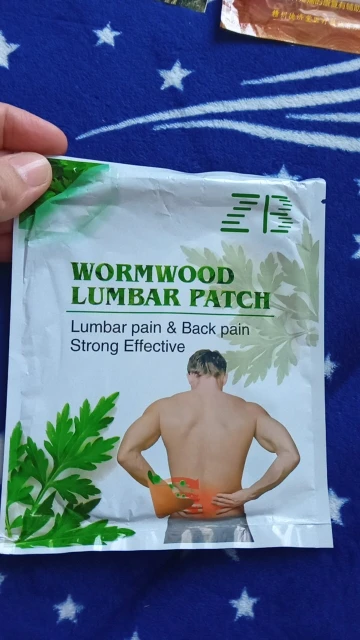 ZB
WORMWOOD
LUMBAR PATCH
Lumbar pain & Back pain
Strong Effective